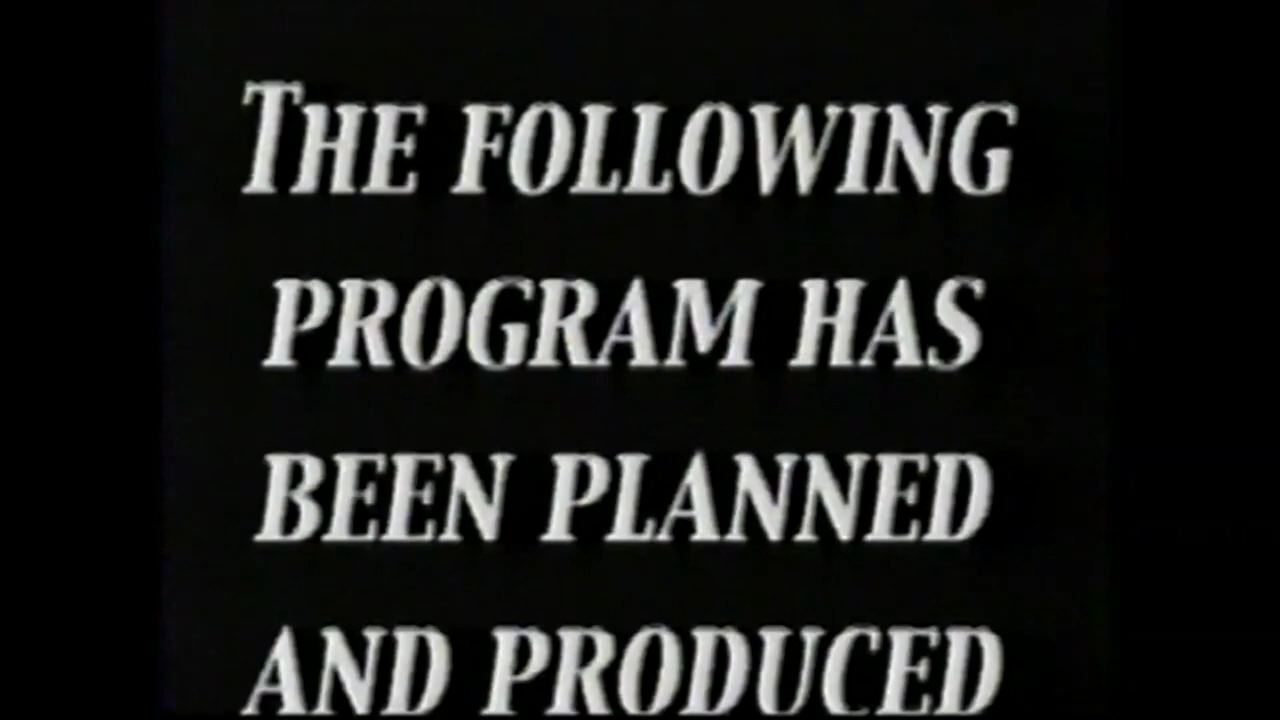 THE FOLLOWING
PROGRAM HAS
BEEN PLANNED
AND PRODUCED